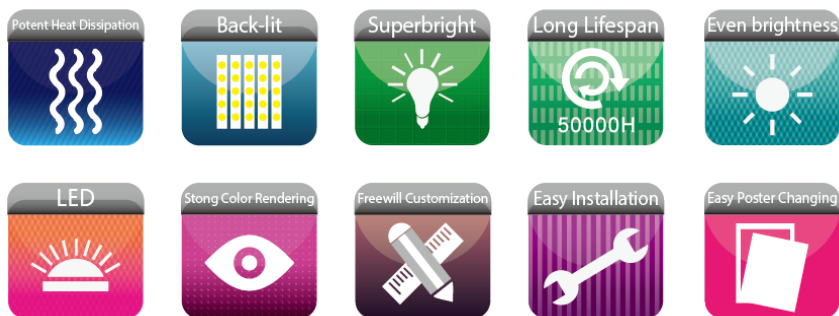 Potent Heat Dissipation
Back-lit
Superbright
Long Lifespan
50000H
Even brightness
LED
Stong Color Rendering
Freewill Customization
Easy Installation
Easy Poster Changing